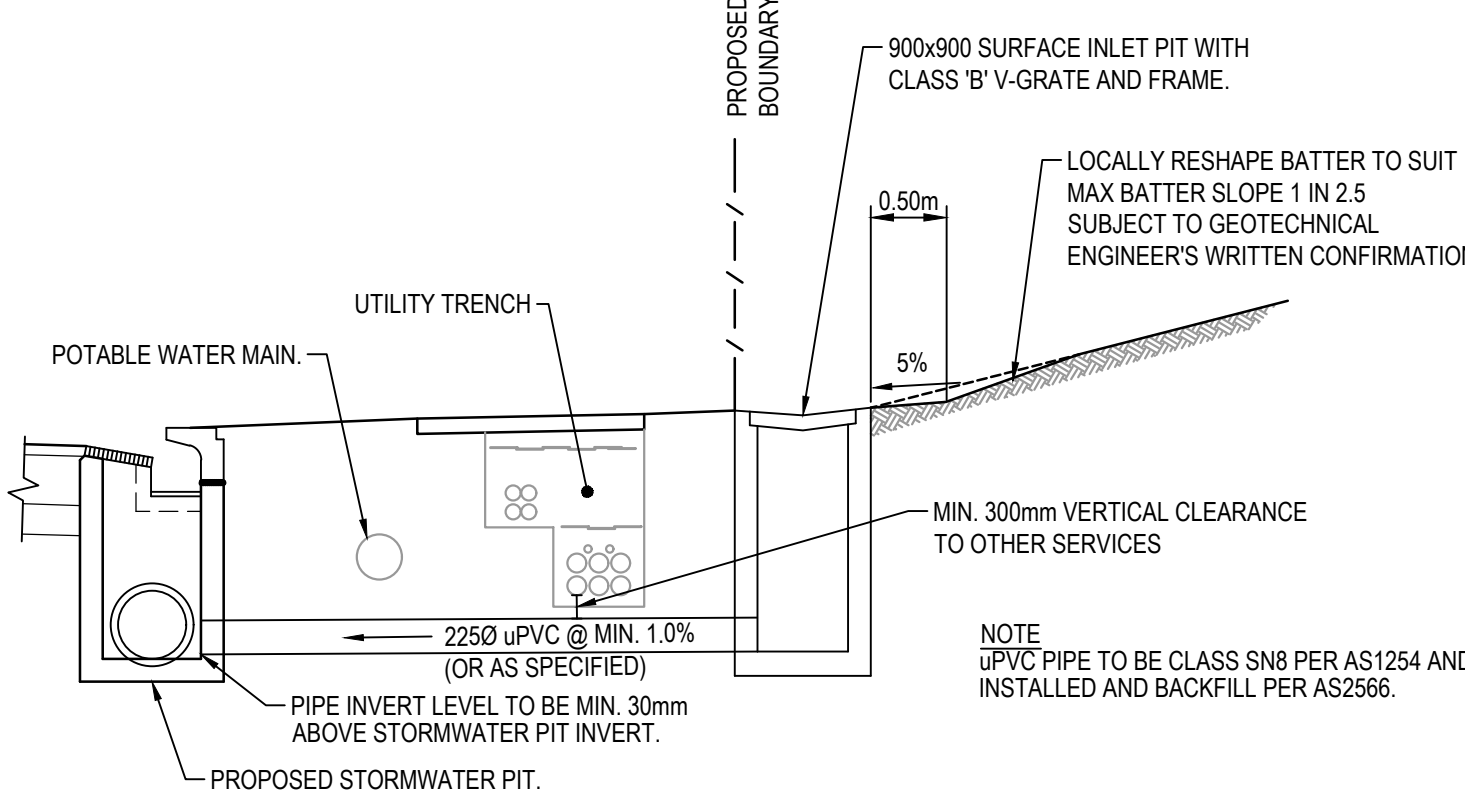 PROPOSED
BOUNDARY
900x900 SURFACE INLET PIT WITH
CLASS 'B' V-GRATE AND FRAME.
LOCALLY RESHAPE BATTER TO SUIT
MAX BATTER SLOPE 1 IN 2.5
SUBJECT TO GEOTECHNICAL
ENGINEER'S WRITTEN CONFIRMATION
0.50m
UTILITY TRENCH
POTABLE WATER MAIN.
5%
MIN. 300mm VERTICAL CLEARANCE
TO OTHER SERVICES
225Ø uPVC @ MIN. 1.0%
(OR AS SPECIFIED)
NOTE
uPVC PIPE TO BE CLASS SN8 PER AS1254 AND
INSTALLED AND BACKFILL PER AS2566.
PIPE INVERT LEVEL TO BE MIN. 30mm
ABOVE STORMWATER PIT INVERT.
PROPOSED STORMWATER PIT.